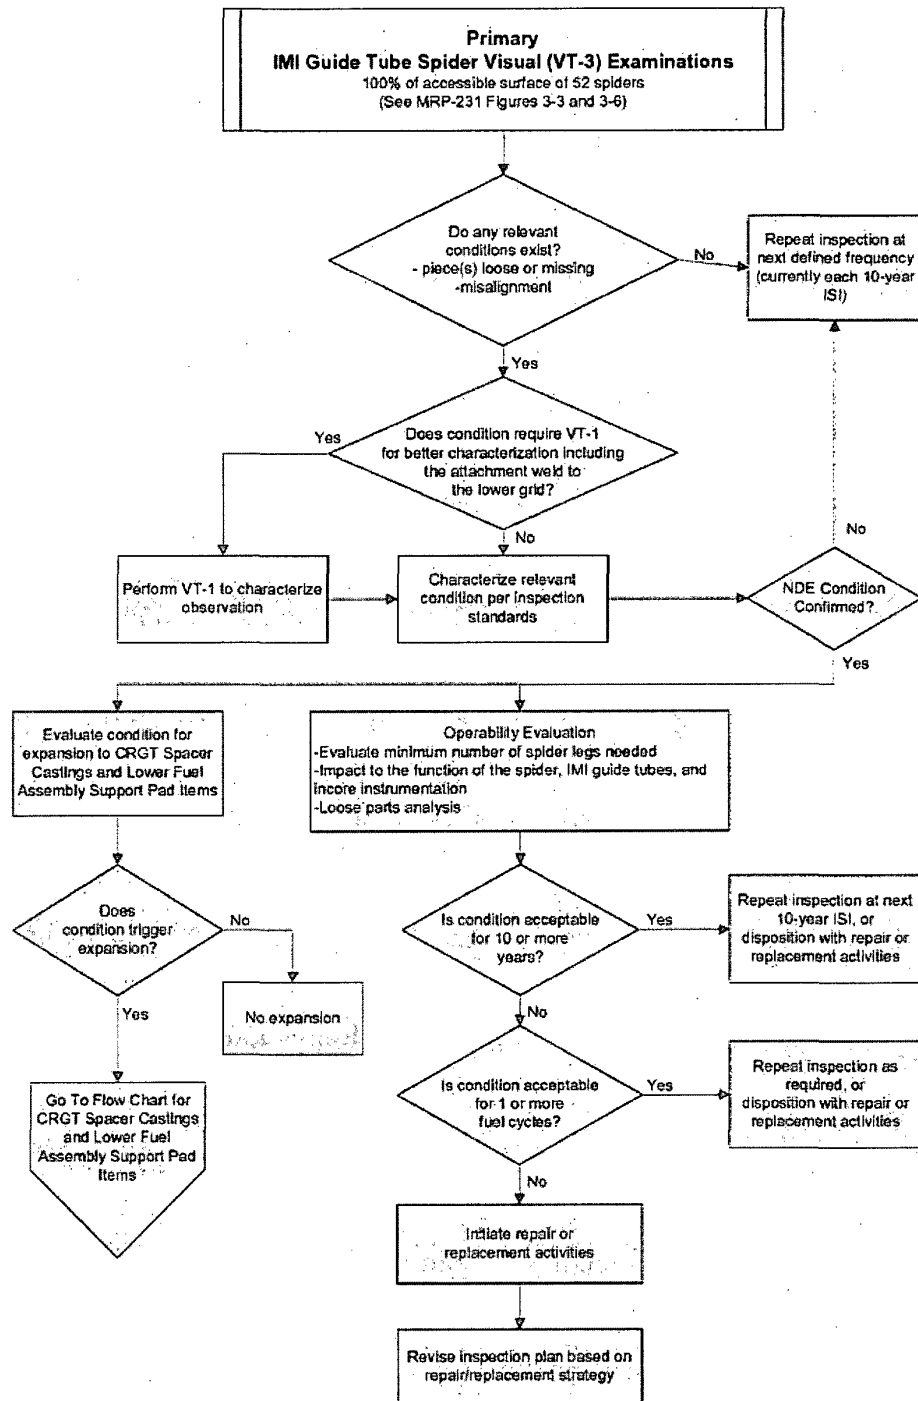 Primary
IMI Guide Tube Spider Visual (VT-3) Examinations
100% of accessible surface of 52 spiders
(See MRP-231 Figures 3-3 and 3-6)
Do any relevant
conditions exist?
- piece(s) loose or missing
-misalignment
No
Repeat inspection at
next defined frequency
(currently each 10-year
ISI)
Yes
Yes
Does condition require VT-1
for better characterization including
the attachment weld to
the lower grid?
No
No
Perform VT-1 to characterize
observation
Characterize relevant
condition per inspection
standards
NDE Condition
Confirmed?
Yes
Evaluate condition for
expansion to CRGT Spacer
Castings and Lower Fuel
Assembly Support Pad Items
Operability Evaluation
-Evaluate minimum number of spider legs needed
-Impact to the function of the spider, IMI guide tubes, and
incore instrumentation
-Loose parts analysis
Does
condition trigger
expansion?
No
Is condition acceptable
for 10 or more
years?
Yes
Repeat inspection at next
10-year ISI, or
disposition with repair or
replacement activities
Yes
No expansion
No
Go To Flow Chart for
CRGT Spacer Castings
and Lower Fuel
Assembly Support Pad
Items
Is condition acceptable
for 1 or more
fuel cycles?
Yes
Repeat inspection as
required, or
disposition with repair or
replacement activities
No
Initiate repair or
replacement activities
Revise inspection plan based on
repair/replacement strategy